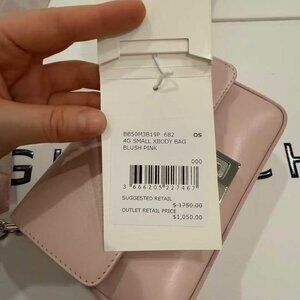 BB50M3B19P 682 OS
4G SMALL XBODY BAG
BLUSH PINK
000
3 666205 227467
SUGGESTED RETAIL
$ 1750.00
OUTLET RETAIL PRICE
$1,050.00